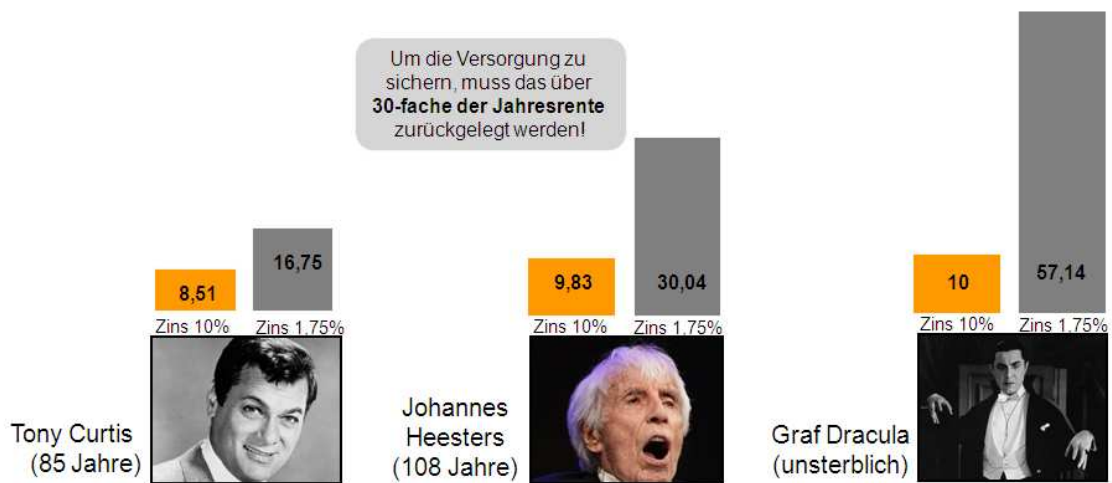 Um die Versorgung zu
sichern, muss das über
30-fache der Jahresrente
zurückgelegt werden!
8,51
16,75
Zins 10%
Zins 1,75%
Tony Curtis
(85 Jahre)
9,83
30,04
Zins 10%
Zins 1,75%
Johannes
Heesters
(108 Jahre)
10
57,14
Zins 10%
Zins 1,75%
Graf Dracula
(unsterblich)